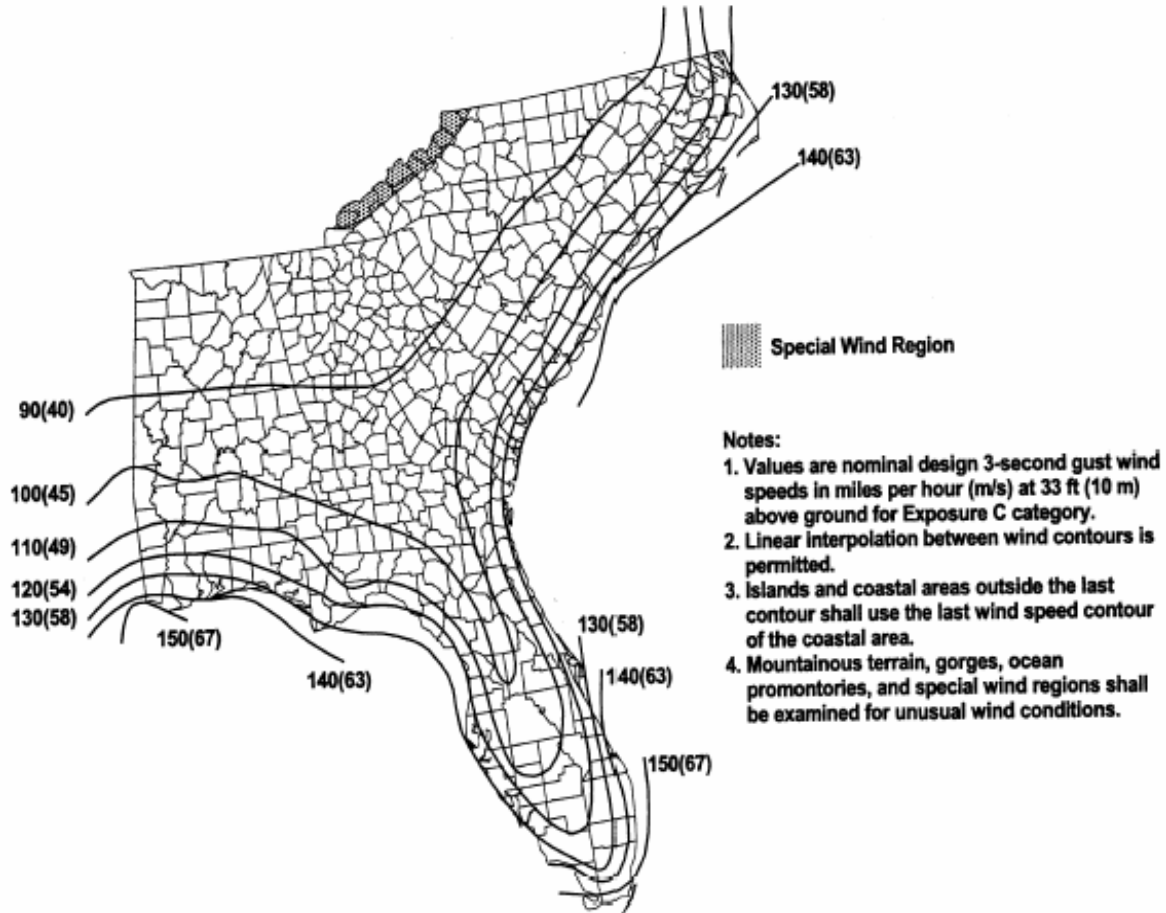 130(58)
140(63)
90(40)
100(45)
110(49)
120(54)
130(58)
150(67)
140(63)
130(58)
140(63)
150(67)
Special Wind Region
Notes:
1. Values are nominal design 3-second gust wind
speeds in miles per hour (m/s) at 33 ft (10 m)
above ground for Exposure C category.
2. Linear interpolation between wind contours is
permitted.
3. Islands and coastal areas outside the last
contour shall use the last wind speed contour
of the coastal area.
4. Mountainous terrain, gorges, ocean
promontories, and special wind regions shall
be examined for unusual wind conditions.